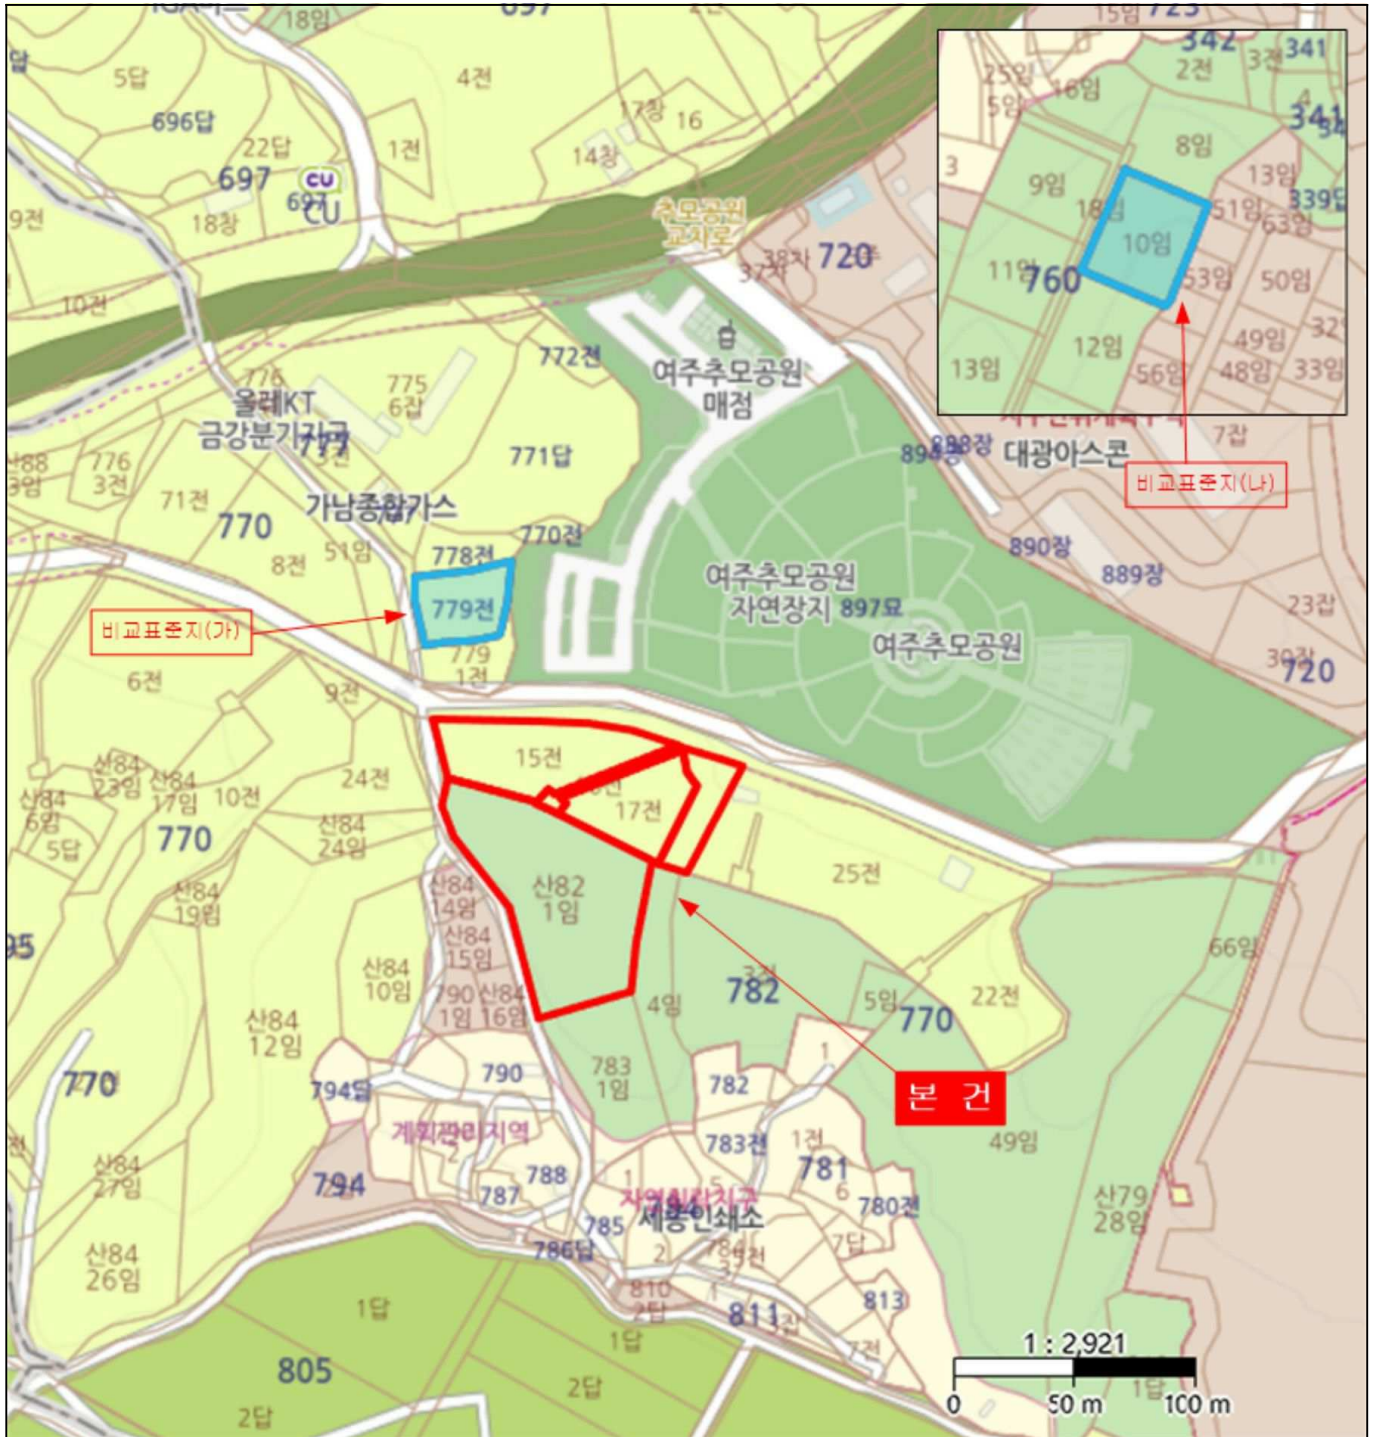 18임
697
15임
723
답
5답
4전
696답
22답
697
1전
17창
16
14창
CU
CU
9전
18창
10전
추모공원
교차로
37차
720
342
341
2전
3전
25임
5임
16임
341
8임
3
9임
13임
339답
51임
63임
10임
11임
760
53임
50임
12임
49임
13임
56임
48임
33임
772전
776
올레KT
금강분기지국
775
6잡
여주추모공원
매점
776
3전
71전
770
771답
가남종합가스
51임
8전
778전
770전
888장
대광아스콘
7잡
비교표준지(나)
890장
889장
779전
비교표준지(가)
779
1전
여주추모공원
자연장지
897묘
여주추모공원
23잡
720
6전
9전
15전
17전
산84
23임
산84
17임
10전
24전
산84
6임
5답
770
산84
24임
산84
19임
산84
14임
산84
15임
산82
1임
25전
산84
10임
790
1임
산84
16임
4임
782
5임
770
22전
66임
산84
12임
770
794답
790
783
1임
782
1
본 건
49임
계획관리지역
783전
1전
781
794
788
787
785
자연취락지구
세종인쇄소
6
780전
산84
27임
산79
28임
786답
2
7답
산84
26임
810
2답
811
813
7전
1답
1답
805
2답
2답
1답
1 : 2,921
0
50 m
100 m